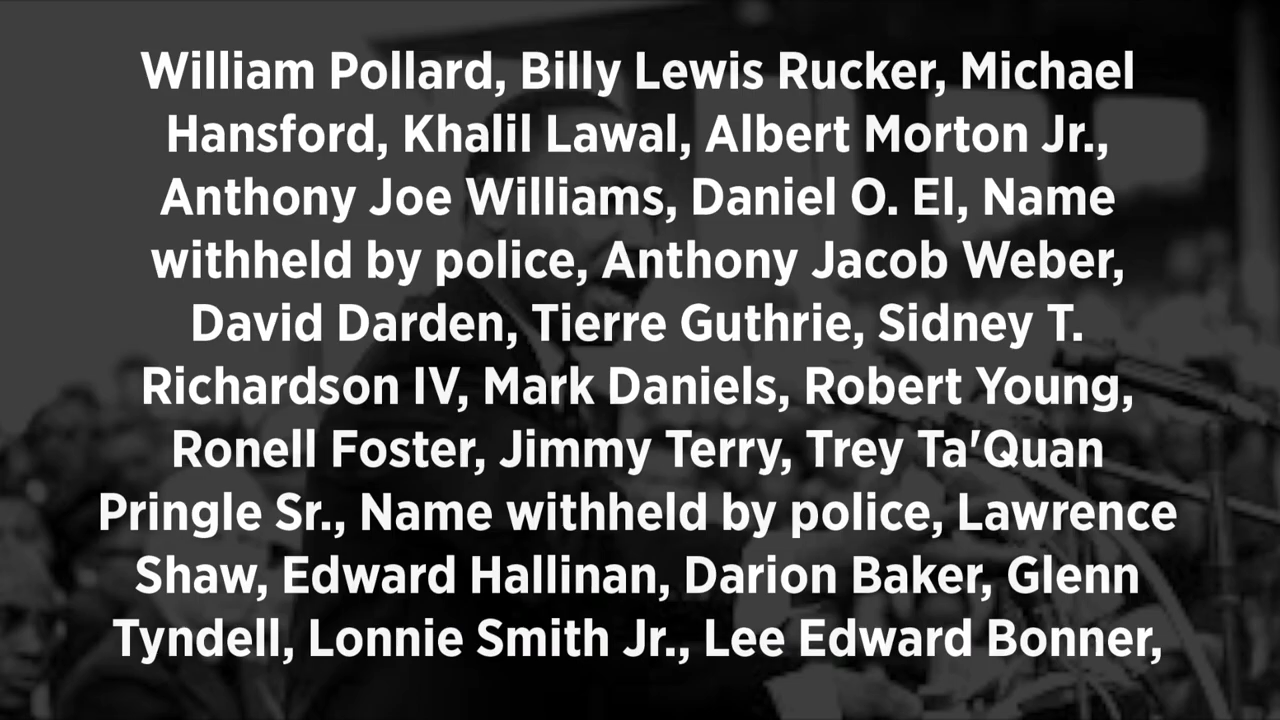 William Pollard, Billy Lewis Rucker, Michael
Hansford, Khalil Lawal, Albert Morton Jr.,
Anthony Joe Williams, Daniel O. El, Name
withheld by police, Anthony Jacob Weber,
David Darden, Tierre Guthrie, Sidney T.
Richardson IV, Mark Daniels, Robert Young,
Ronell Foster, Jimmy Terry, Trey Ta'Quan
Pringle Sr., Name withheld by police, Lawrence
Shaw, Edward Hallinan, Darion Baker, Glenn
Tyndell, Lonnie Smith Jr., Lee Edward Bonner,